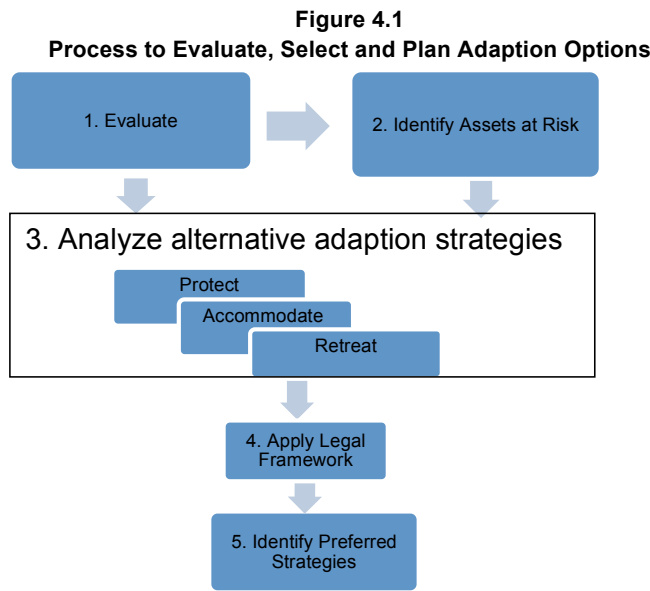 Figure 4.1
Process to Evaluate, Select and Plan Adaption Options
1. Evaluate
2. Identify Assets at Risk
3. Analyze alternative adaption strategies
Protect
Accommodate
Retreat
4. Apply Legal
Framework
5. Identify Preferred
Strategies